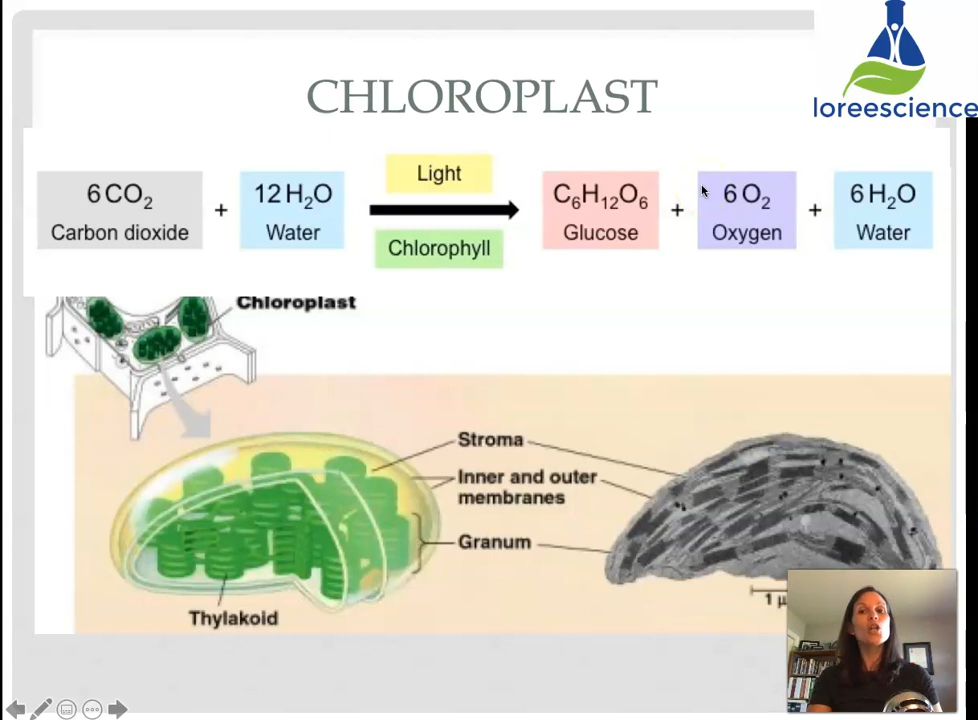 loreescience
CHLOROPLAST
6 CO₂ + 12 H₂O Light C₆H₁₂O₆ + 6 O₂ + 6 H₂O
Carbon dioxide Water Chlorophyll Glucose Oxygen Water
Chloroplast
Stroma
Inner and outer
membranes
Granum
Thylakoid
1 µ